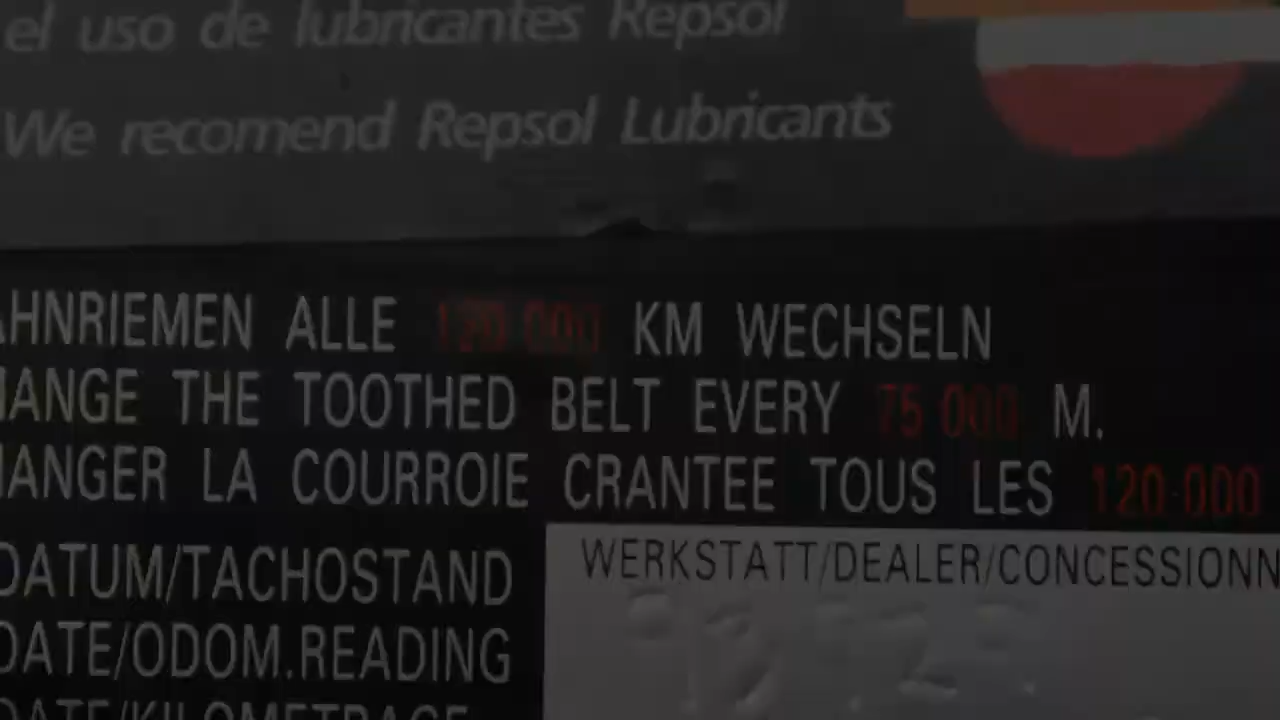 el uso de lubricantes Repsol
We recomend Repsol Lubricants
AHNRIEMEN ALLE 120 000 KM WECHSELN
HANGE THE TOOTHED BELT EVERY 75 000 M.
HANGER LA COURROIE CRANTEE TOUS LES 120 000
DATUM/TACHOSTAND
WERKSTATT/DEALER/CONCESSIONN
DATE/ODOM.READING
DATE/KILOMETRAGE